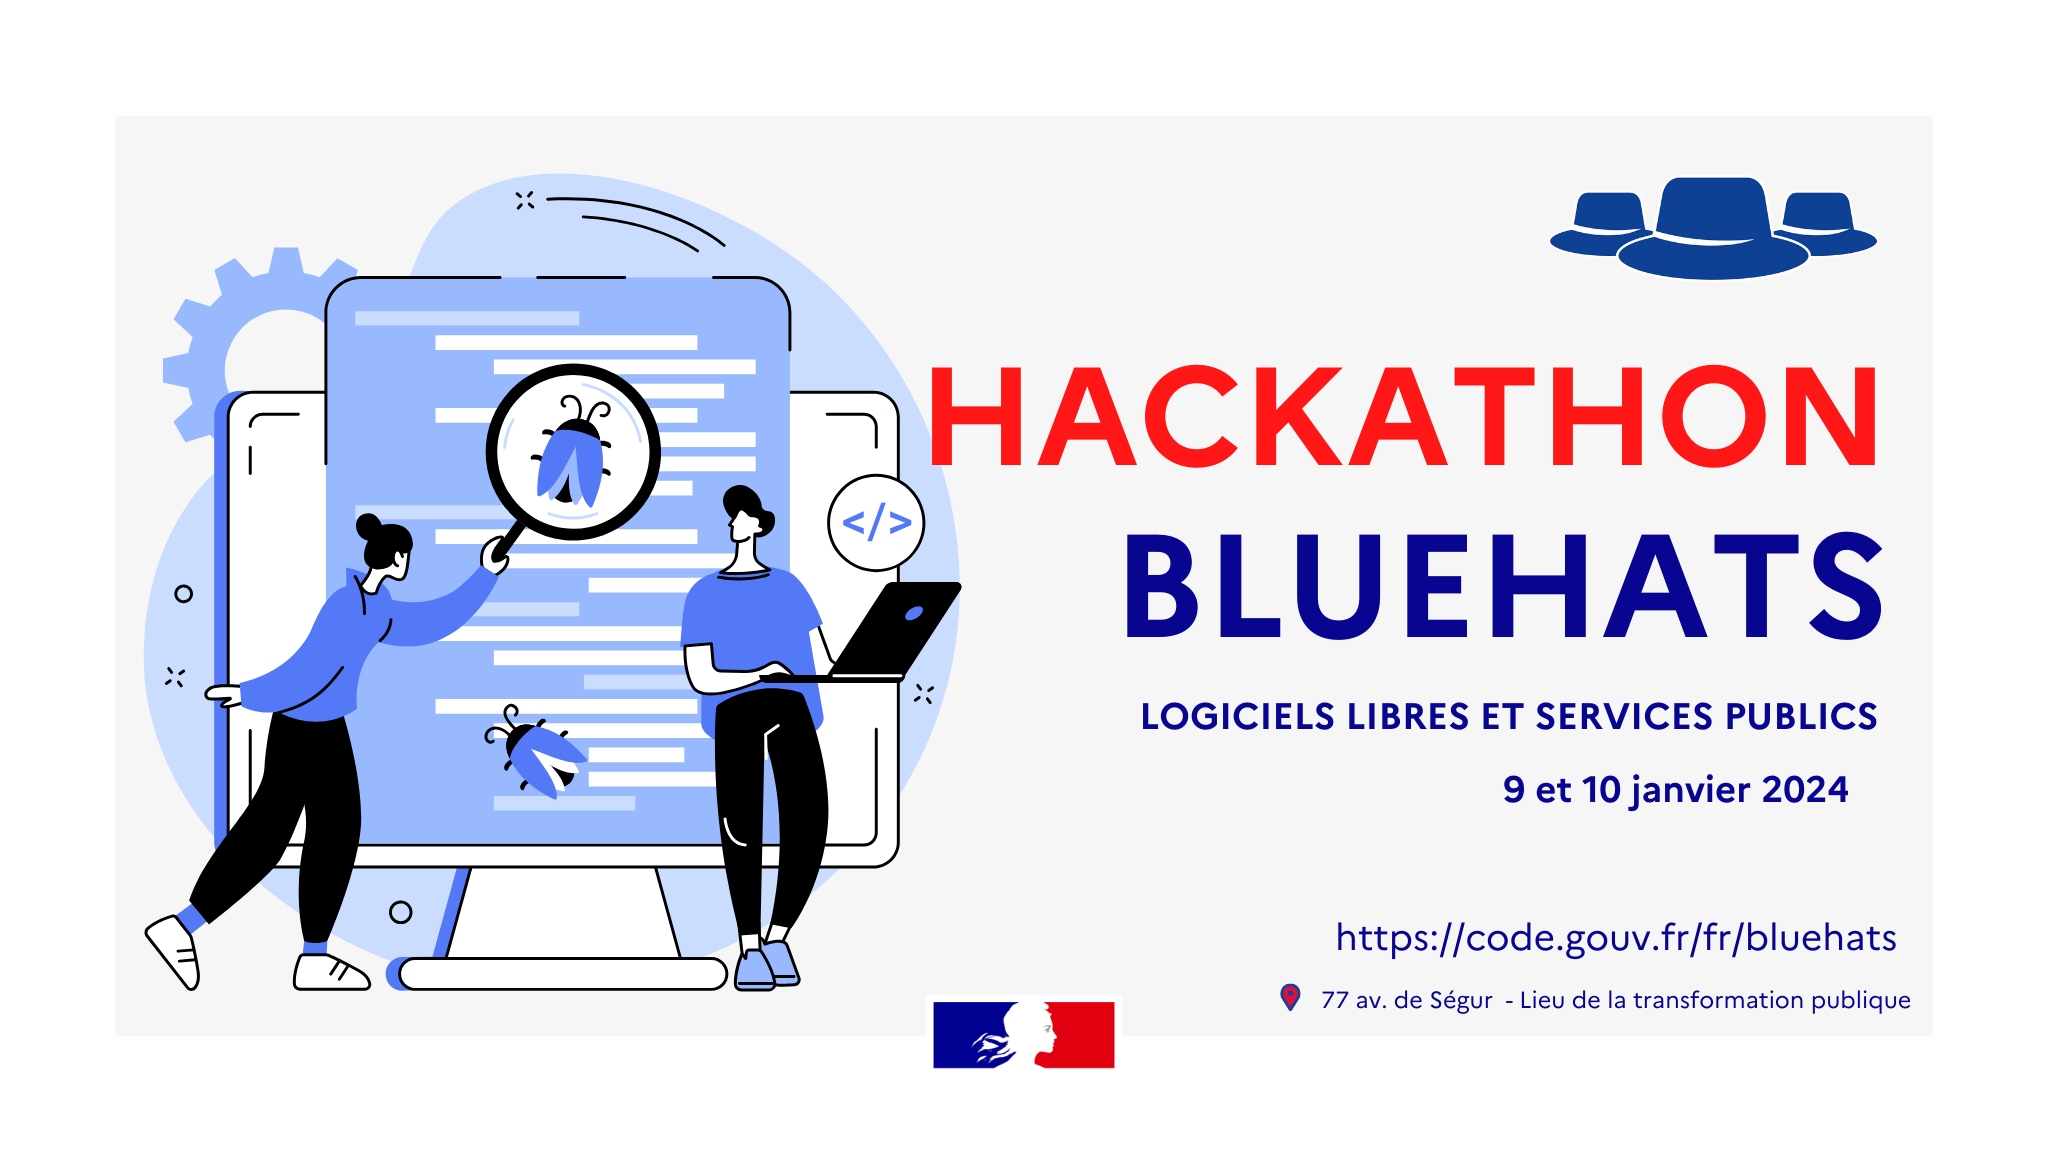 </>
HACKATHON
BLUEHATS
LOGICIELS LIBRES ET SERVICES PUBLICS
9 et 10 janvier 2024
https://code.gouv.fr/fr/bluehats
77 av. de Ségur - Lieu de la transformation publique